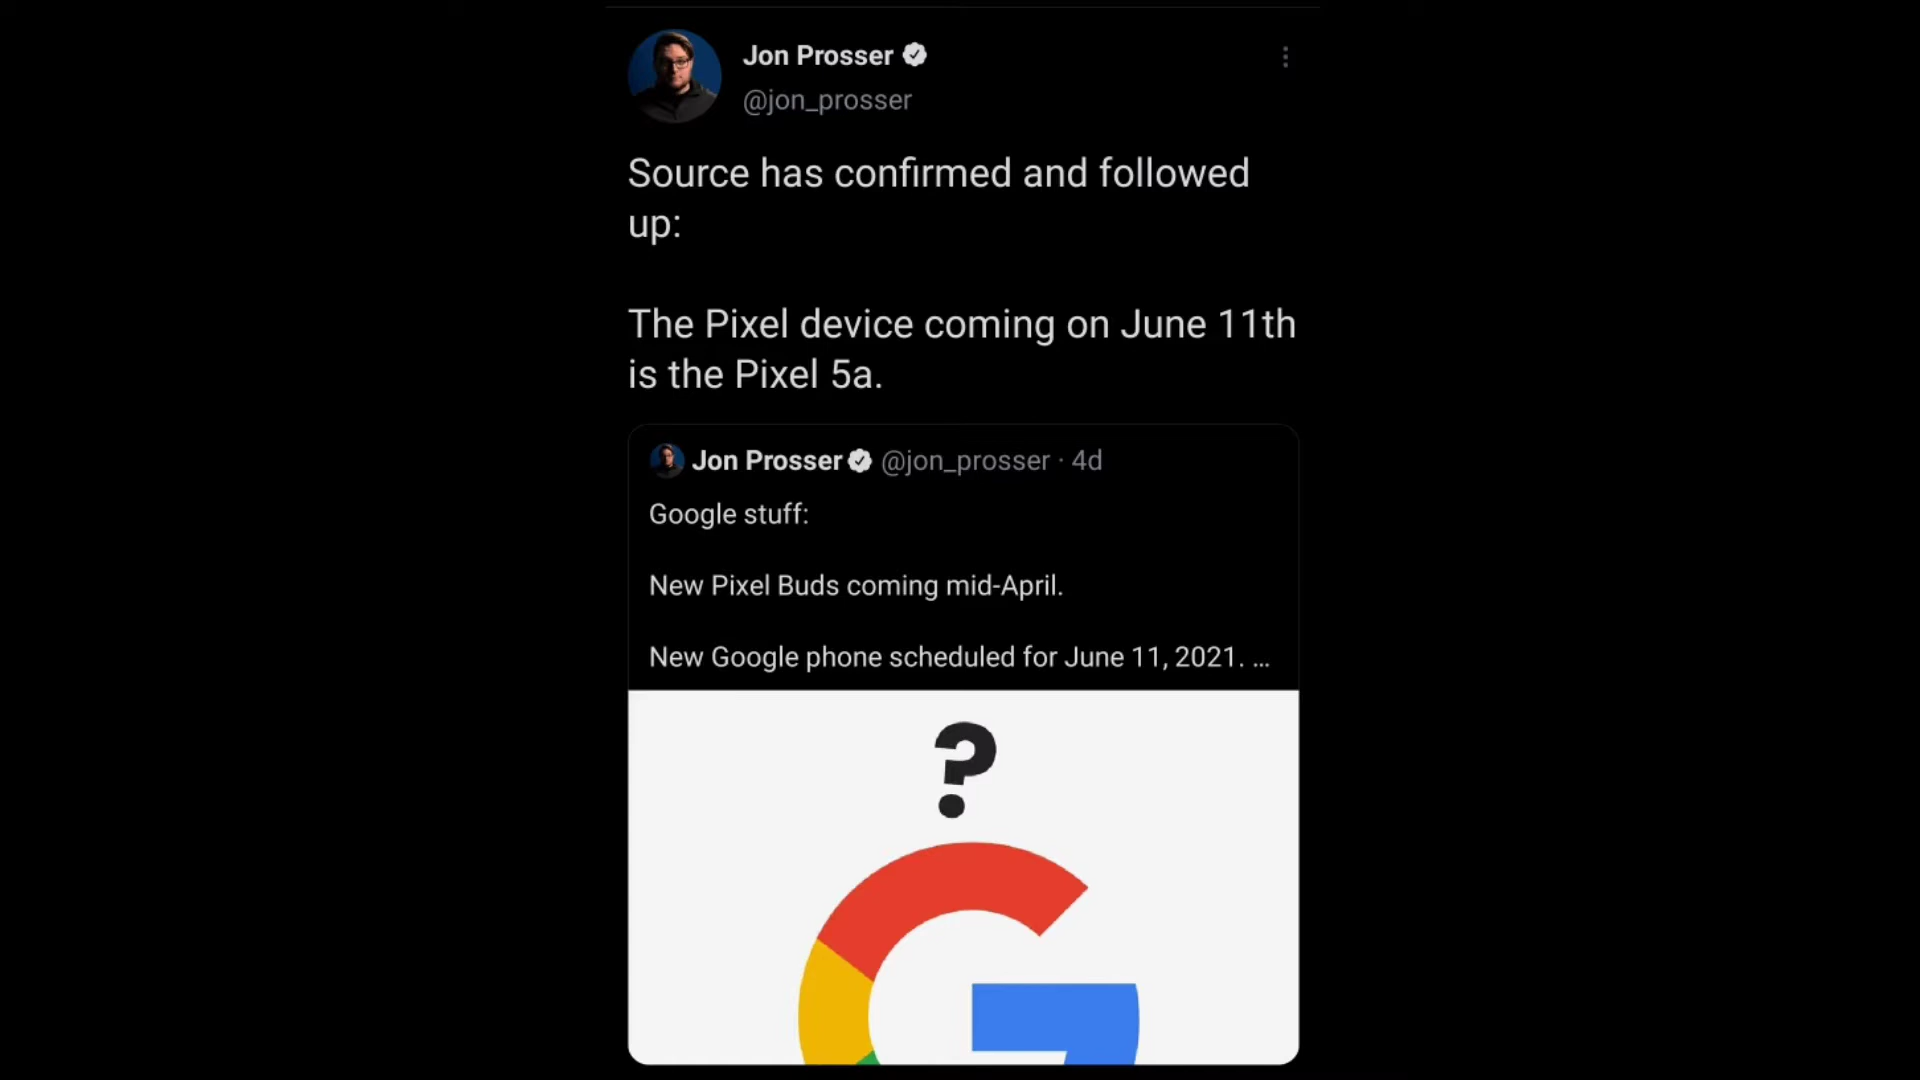 Jon Prosser
@jon_prosser
Source has confirmed and followed
up:
The Pixel device coming on June 11th
is the Pixel 5a.
Jon Prosser @jon_prosser · 4d
Google stuff:
New Pixel Buds coming mid-April.
New Google phone scheduled for June 11, 2021. ...
?
G